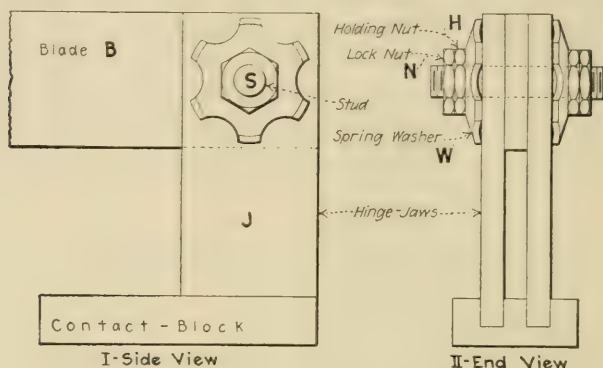 Blade B
S
Stud
J
Contact-Block
I-Side View
Holding Nut H
Lock Nut
N
Spring Washer
W
Hinge-Jaws
II-End View